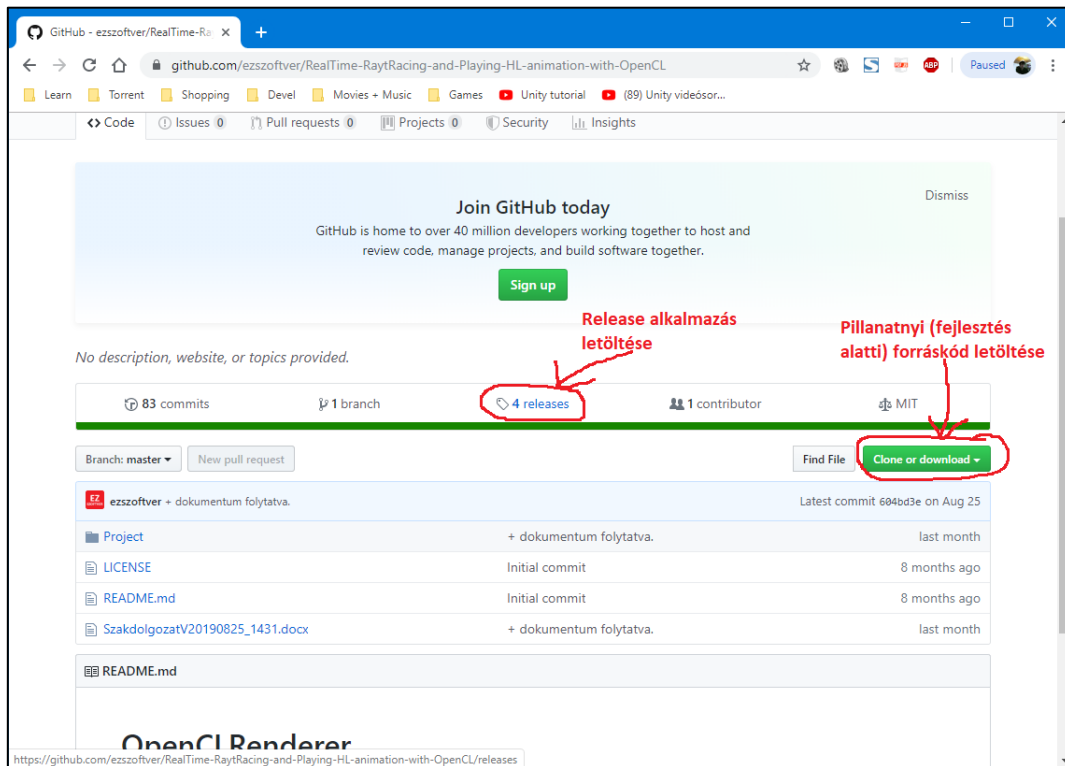 GitHub - ezszoftver/RealTime-Ra
github.com/ezszoftver/RealTime-RaytRacing-and-Playing-HL-animation-with-OpenCL
ABP
Paused
Learn Torrent Shopping Devel Movies + Music Games Unity tutorial (89) Unity videósor...
Code Issues 0 Pull requests 0 Projects 0 Security Insights
Dismiss
Join GitHub today
GitHub is home to over 40 million developers working together to host and
review code, manage projects, and build software together.
Sign up
Release alkalmazás
letöltése
Pillanatnyi (fejlesztés
alatti) forráskód letöltése
No description, website, or topics provided.
83 commits 1 branch 4 releases 1 contributor MIT
Branch: master New pull request Find File Clone or download
EZ ezszoftver + dokumentum folytatva. Latest commit 604bd3e on Aug 25
Project + dokumentum folytatva. last month
LICENSE Initial commit 8 months ago
README.md Initial commit 8 months ago
SzakdolgozatV20190825_1431.docx + dokumentum folytatva. last month
README.md
OpenCLRenderer
https://github.com/ezszoftver/RealTime-RaytRacing-and-Playing-HL-animation-with-OpenCL/releases